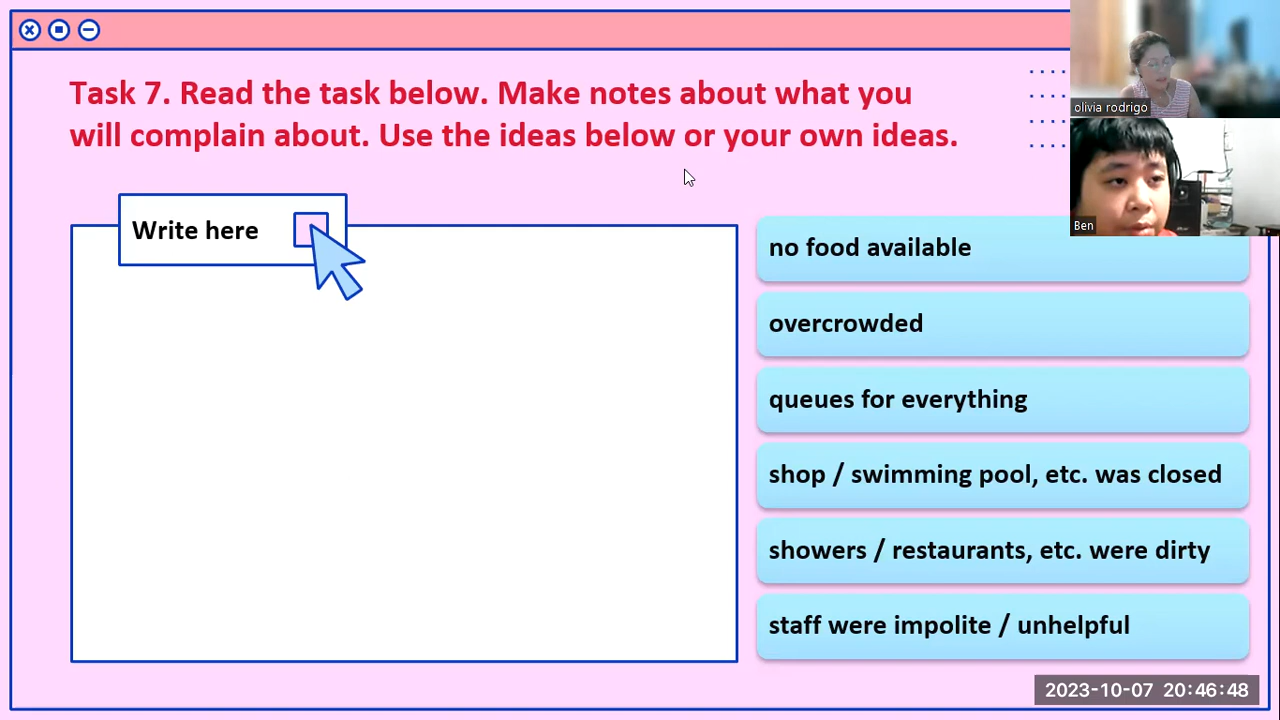 Task 7. Read the task below. Make notes about what you
will complain about. Use the ideas below or your own ideas.
olivia rodrigo
Ben
Write here
no food available
overcrowded
queues for everything
shop / swimming pool, etc. was closed
showers / restaurants, etc. were dirty
staff were impolite / unhelpful
2023-10-07 20:46:48